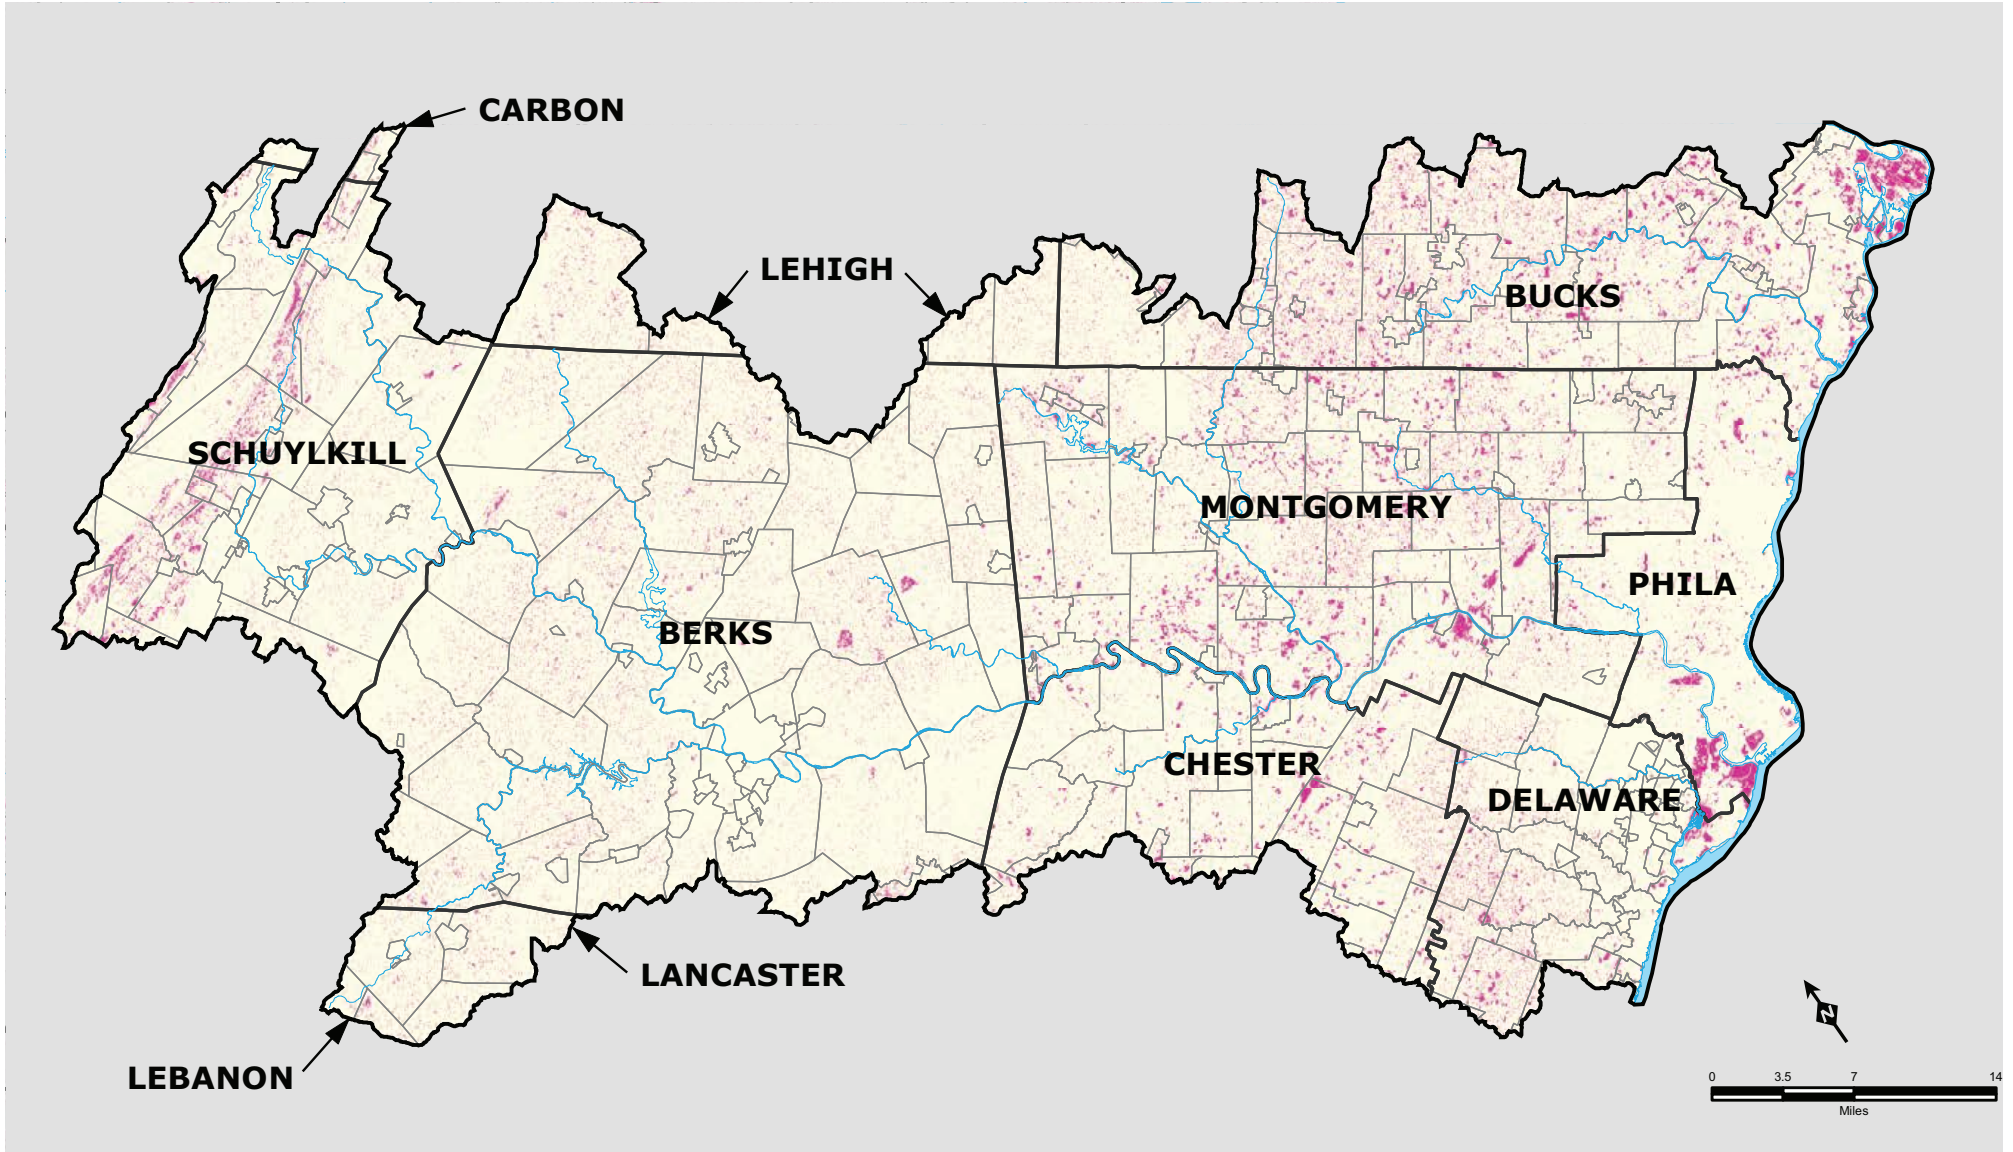 CARBON
LEHIGH
BUCKS
SCHUYLKILL
MONTGOMERY
PHILA
BERKS
CHESTER
DELAWARE
LANCASTER
LEBANON
N
0 3.5 7 14
Miles